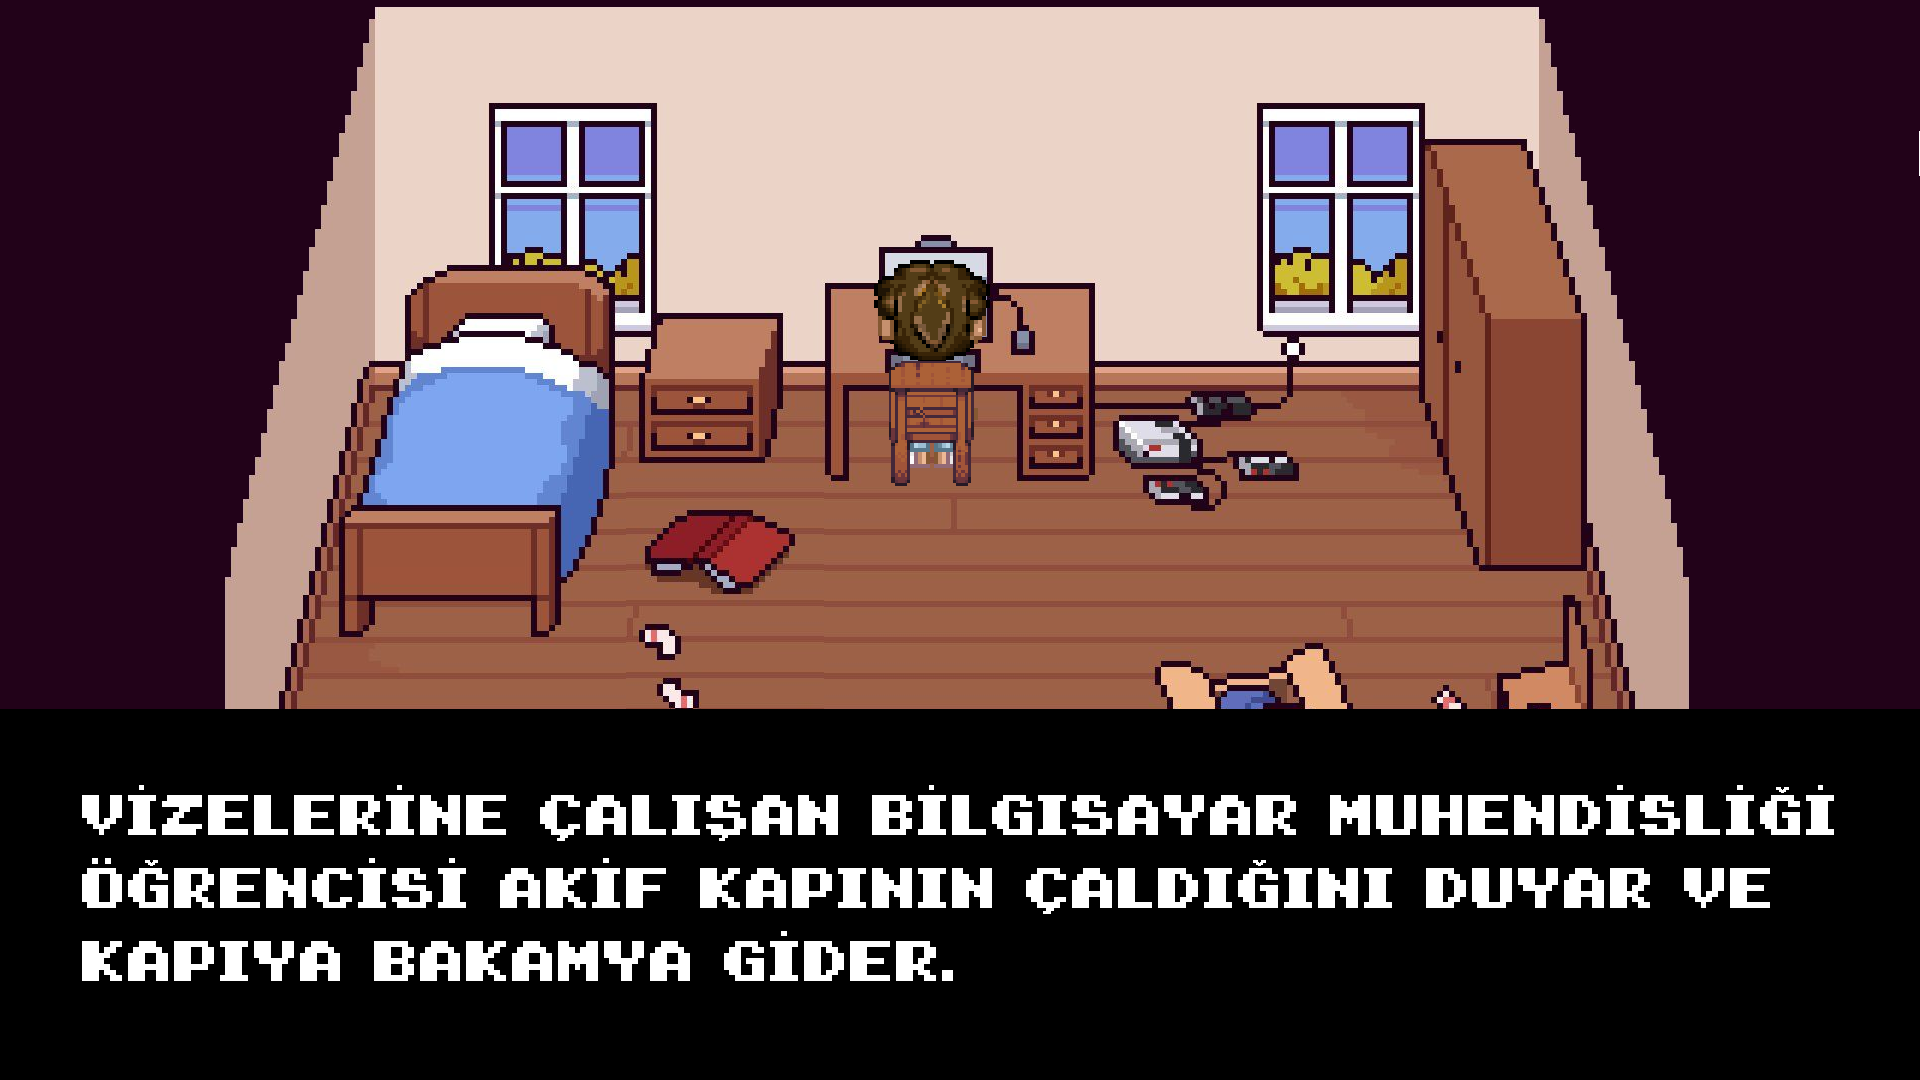 VİZELERİNE ÇALIŞAN BİLGISAYAR MUHENDİSLİĞİ
ÖĞRENCİSİ AKİF KAPININ ÇALDIĞINI DUYAR VE
KAPIYA BAKAMYA GİDER.